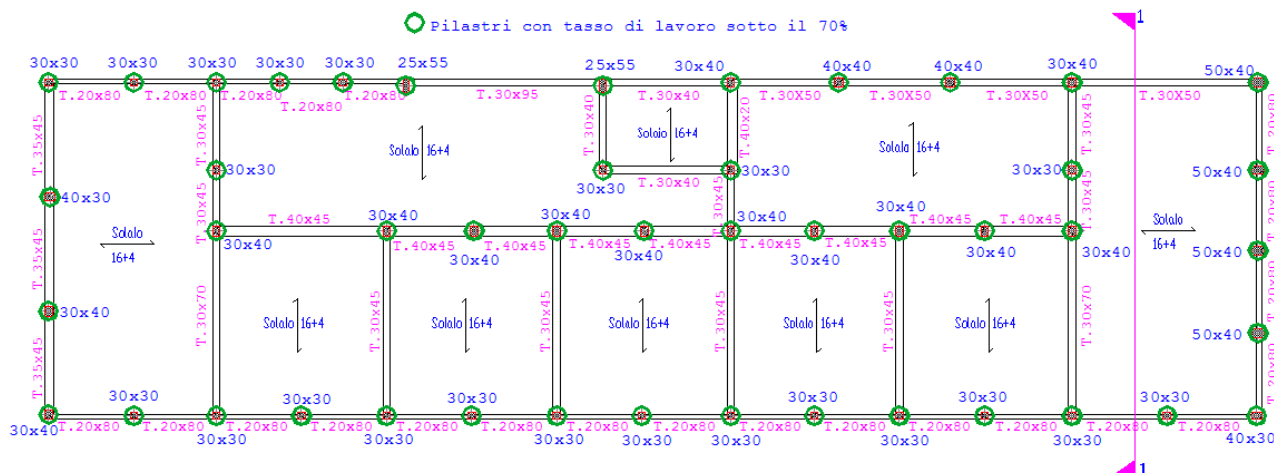 Pilastri con tasso di lavoro sotto il 70%
1
30x30 30x30 30x30 30x30 30x30 25x55 25x55 30x40 40x40 40x40 30x40 50x40
T.20x80 T.20x80 T.20x80 T.20x80 T.20x80 T.30x95 T.30x40 T.30X50 T.30X50 T.30X50 T.30X50
T.35x45 T.30x45 T.30x40 T.40x20 T.30x45 T.20x80
Solaio 16+4 Solaio 16+4 Solaio 16+4
30x30 30x30 30x30 30x30 50x40
T.30x40
40x30
T.35x45 T.30x45 T.30x45 T.30x45 T.20x80
T.40x45 30x40 30x40 30x40 30x40 T.40x45 T.40x45
Solaio 16+4 Solaio 16+4
30x40 T.40x45 T.40x45 T.40x45 T.40x45 30x40
30x40 30x40 30x40 30x40 50x40
T.20x80
30x40
Solaio 16+4 Solaio 16+4 Solaio 16+4 Solaio 16+4 Solaio 16+4
T.35x45 T.30x70 T.30x45 T.30x45 T.30x45 T.30x45 T.30x70
50x40
T.20x80
30x30 30x30 30x30 30x30 30x30
30x40 T.20x80 T.20x80 T.20x80 T.20x80 T.20x80 T.20x80 T.20x80 T.20x80 T.20x80 T.20x80 T.20x80 T.20x80 T.20x80 T.20x80
30x30 30x30 30x30 30x30 30x30 30x30 30x30 40x30
1